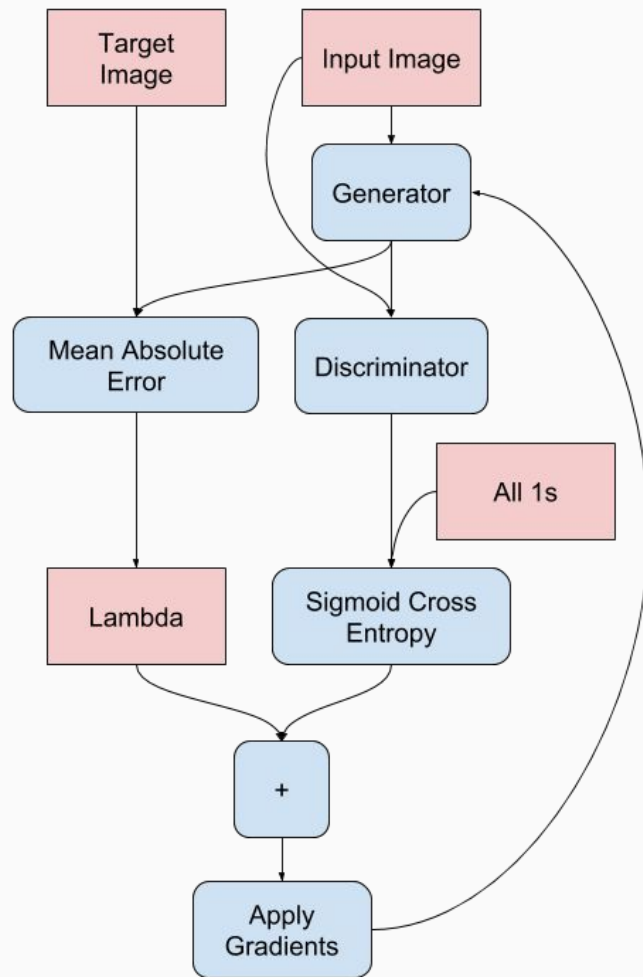 Target
Image
Input Image
Generator
Mean Absolute
Error
Discriminator
All 1s
Lambda
Sigmoid Cross
Entropy
+
Apply
Gradients